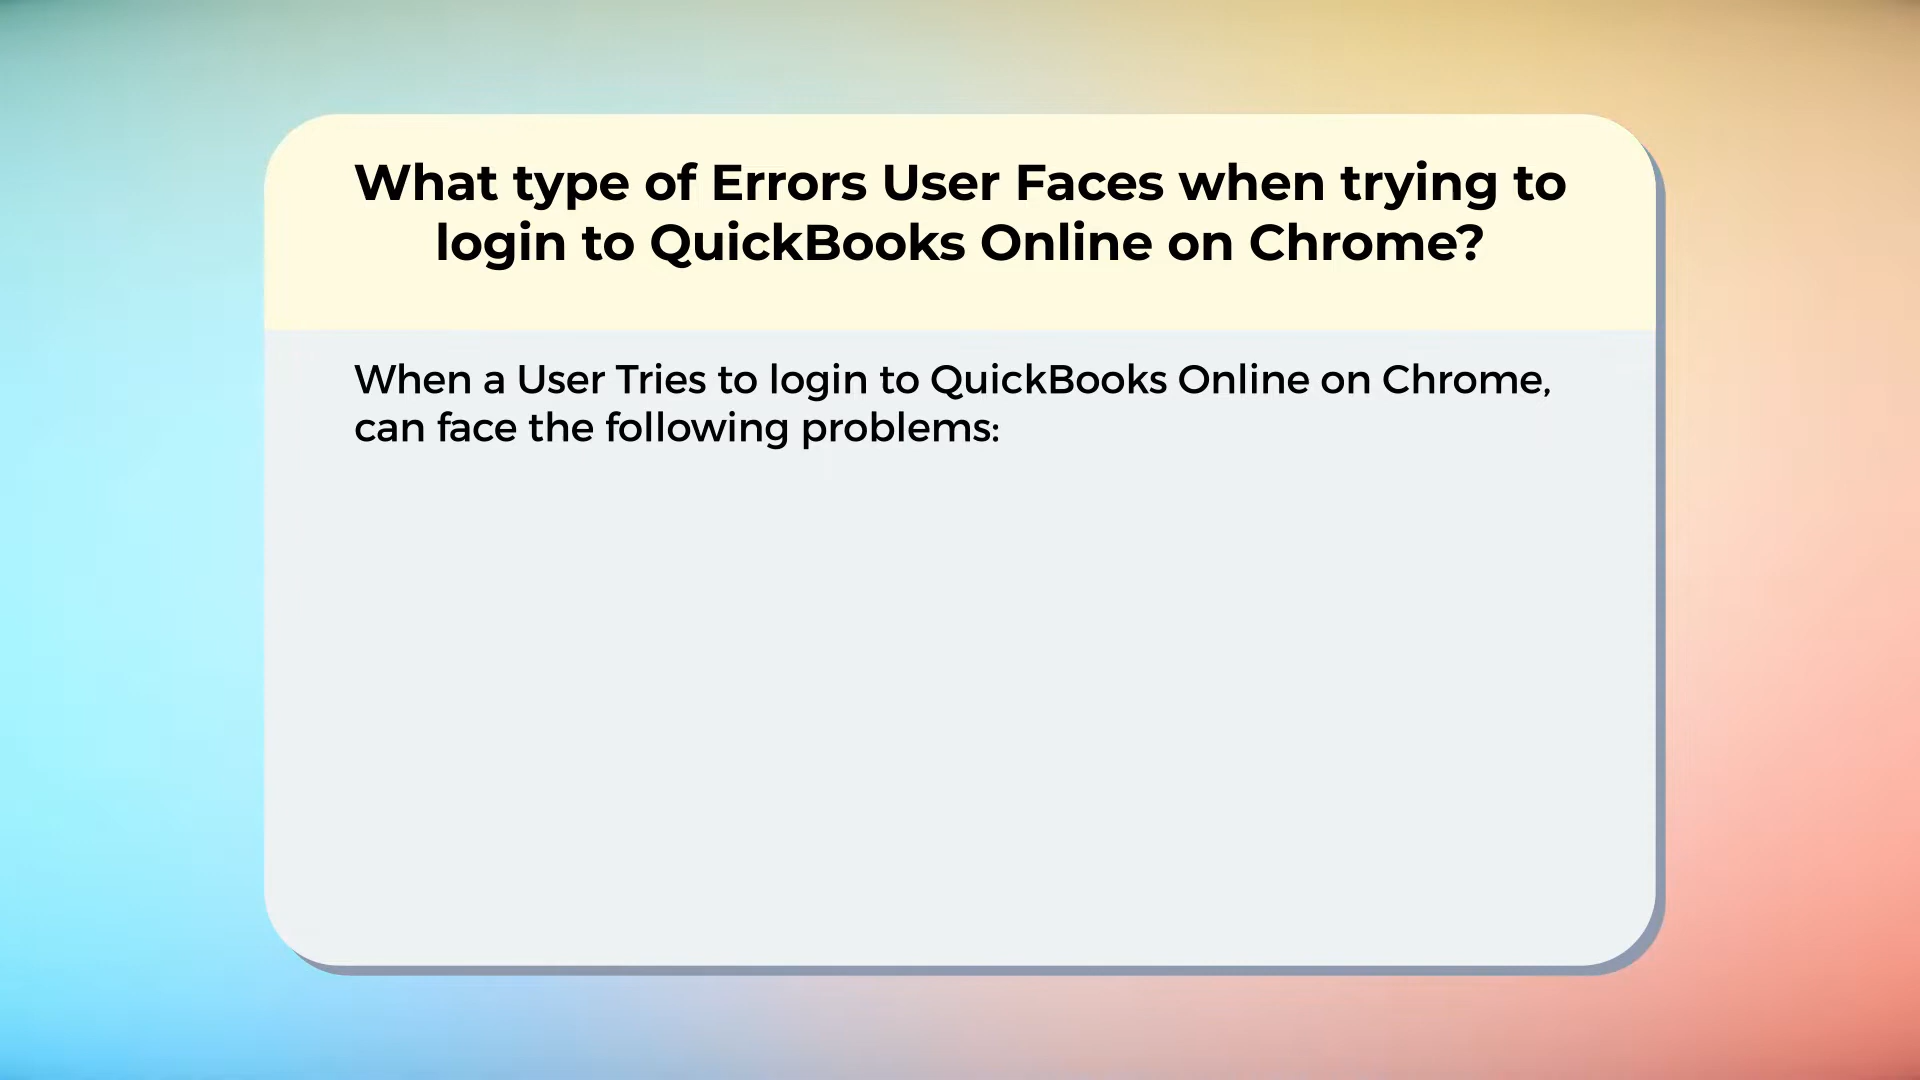 What type of Errors User Faces when trying to
login to QuickBooks Online on Chrome?
When a User Tries to login to QuickBooks Online on Chrome,
can face the following problems: